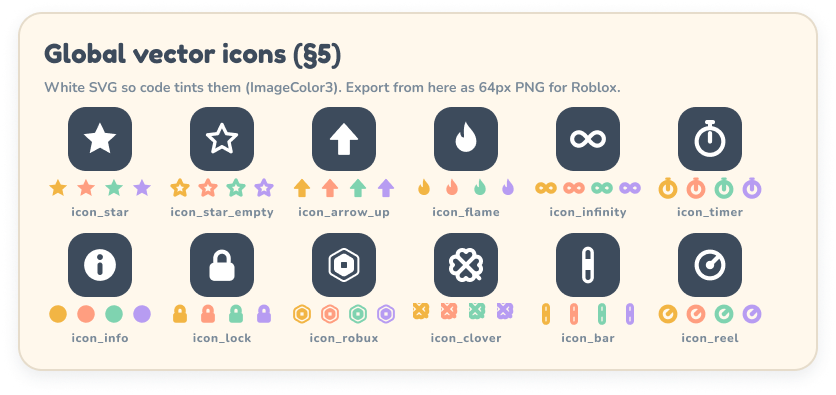 Global vector icons (§5)
White SVG so code tints them (ImageColor3). Export from here as 64px PNG for Roblox.
icon_star icon_star_empty icon_arrow_up icon_flame icon_infinity icon_timer
icon_info icon_lock icon_robux icon_clover icon_bar icon_reel